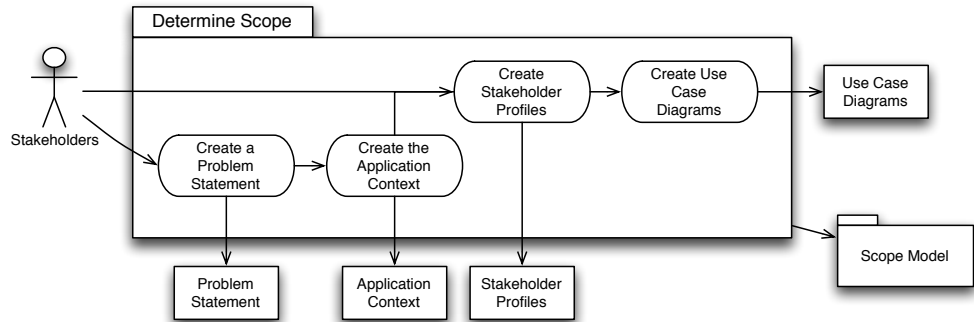 Determine Scope
Stakeholders
Create
Stakeholder
Profiles
Create Use
Case
Diagrams
Use Case
Diagrams
Create a
Problem
Statement
Create the
Application
Context
Scope Model
Problem
Statement
Application
Context
Stakeholder
Profiles